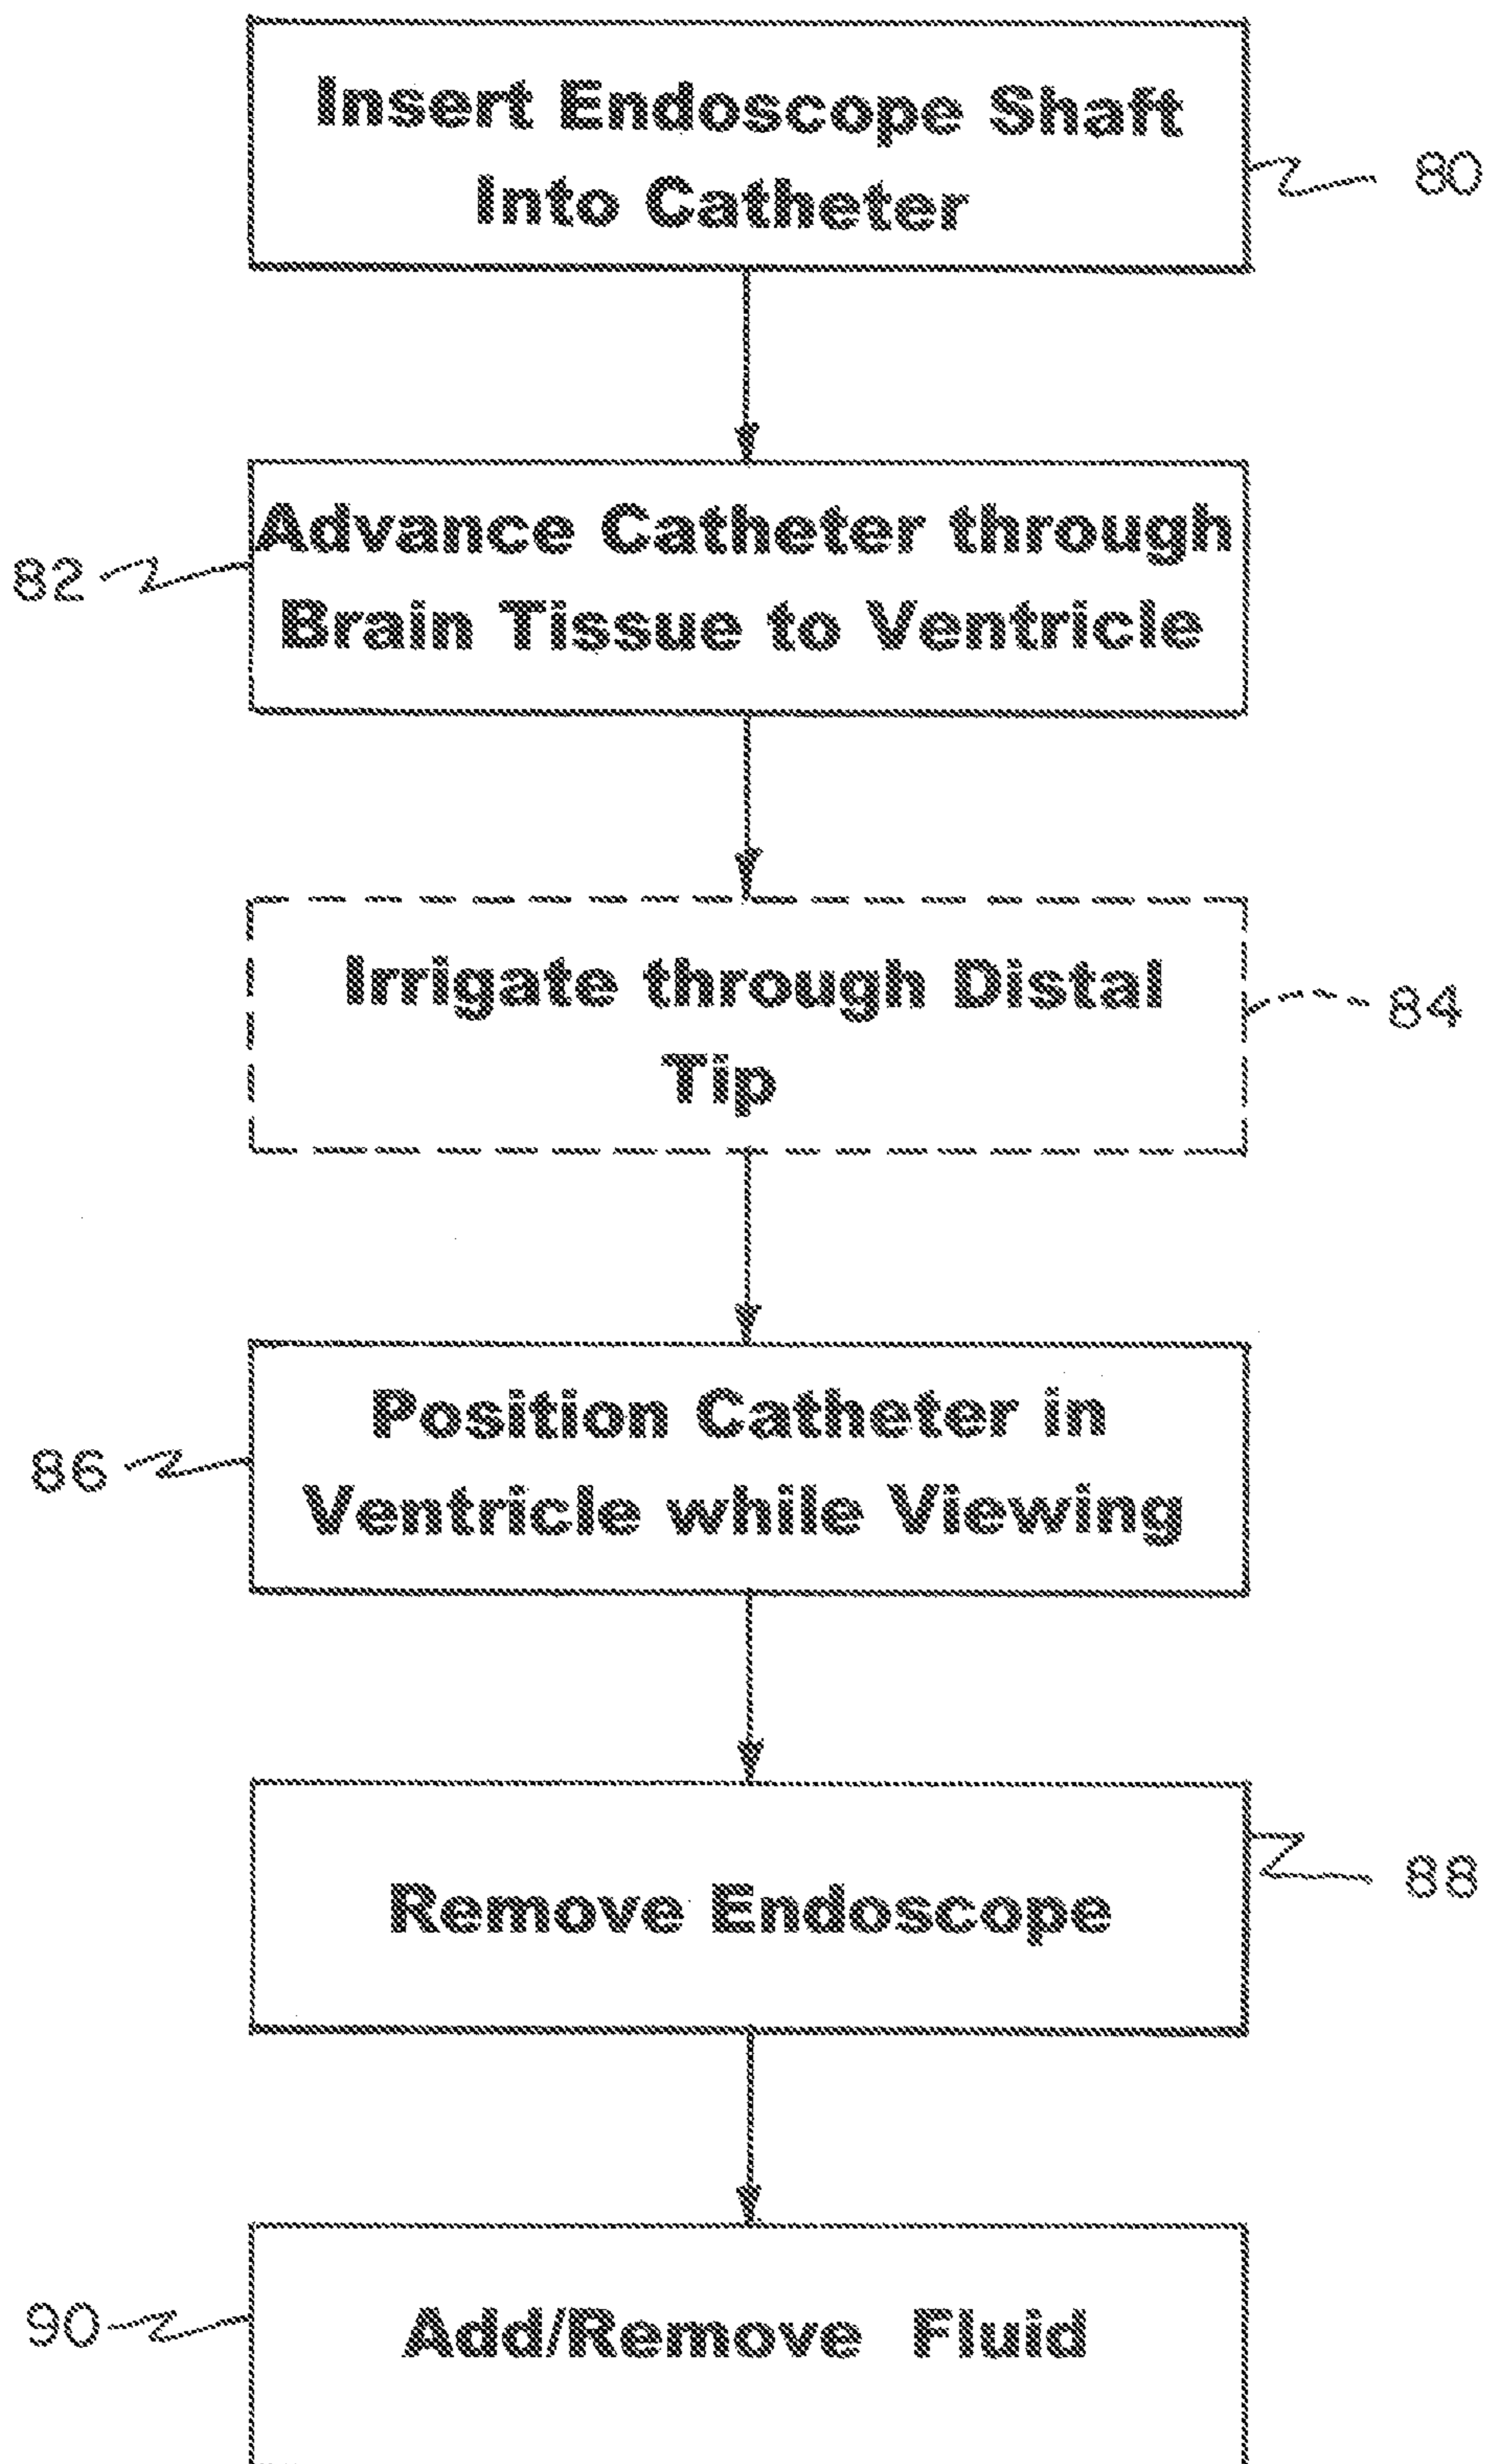 Insert Endoscope Shaft
Into Catheter
80
Advance Catheter through
Brain Tissue to Ventricle
82
Irrigate through Distal
Tip
84
Position Catheter in
Ventricle while Viewing
86
Remove Endoscope
88
Add/Remove Fluid
90